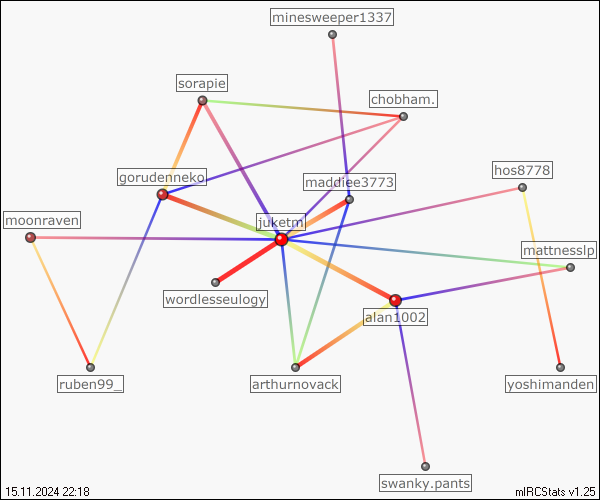 minesweeper1337
sorapie
chobham.
hos8778
gorudenneko
maddiee3773
moonraven
juketm
mattnesslp
wordlesseulogy
alan1002
ruben99_
arthurnovack
yoshimanden
swanky.pants
15.11.2024 22:18
mIRCStats v1.25